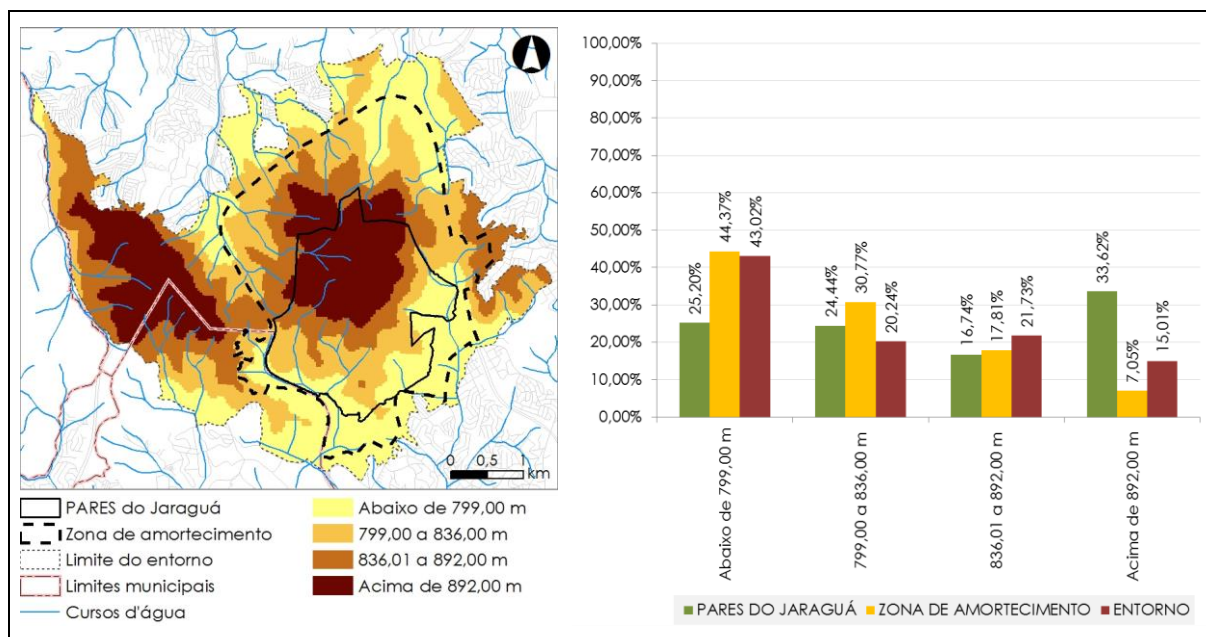 0 0,5 1
km
PARES do Jaraguá
Zona de amortecimento
Limite do entorno
Limites municipais
Cursos d'água
Abaixo de 799,00 m
799,00 a 836,00 m
836,01 a 892,00 m
Acima de 892,00 m
100,00%
90,00%
80,00%
70,00%
60,00%
50,00%
40,00%
30,00%
20,00%
10,00%
0,00%
25,20%
44,37%
43,02%
24,44%
30,77%
20,24%
16,74%
17,81%
21,73%
33,62%
7,05%
15,01%
Abaixo de 799,00 m
799,00 a 836,00 m
836,01 a 892,00 m
Acima de 892,00 m
PARES DO JARAGUÁ ZONA DE AMORTECIMENTO ENTORNO